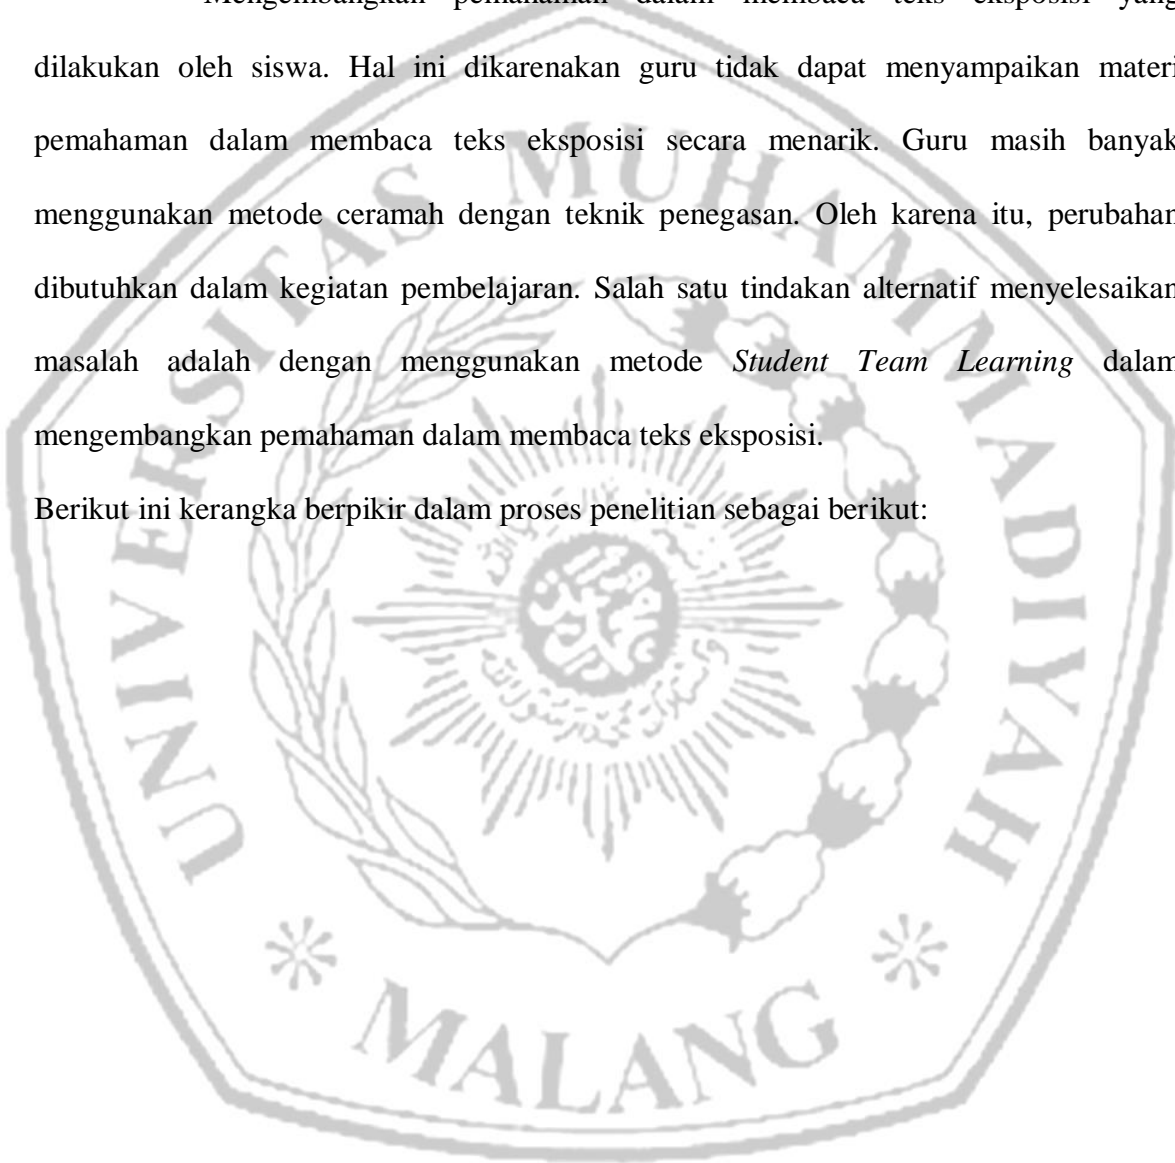 Mengembangkan pemahaman dalam membaca teks eksposisi yang
dilakukan oleh siswa. Hal ini dikarenakan guru tidak dapat menyampaikan materi
pemahaman dalam membaca teks eksposisi secara menarik. Guru masih banyak
menggunakan metode ceramah dengan teknik penegasan. Oleh karena itu, perubahan
dibutuhkan dalam kegiatan pembelajaran. Salah satu tindakan alternatif menyelesaikan
masalah adalah dengan menggunakan metode Student Team Learning dalam
mengembangkan pemahaman dalam membaca teks eksposisi.
Berikut ini kerangka berpikir dalam proses penelitian sebagai berikut:
UNIVERSITAS MUHAMMADIYAH
MALANG